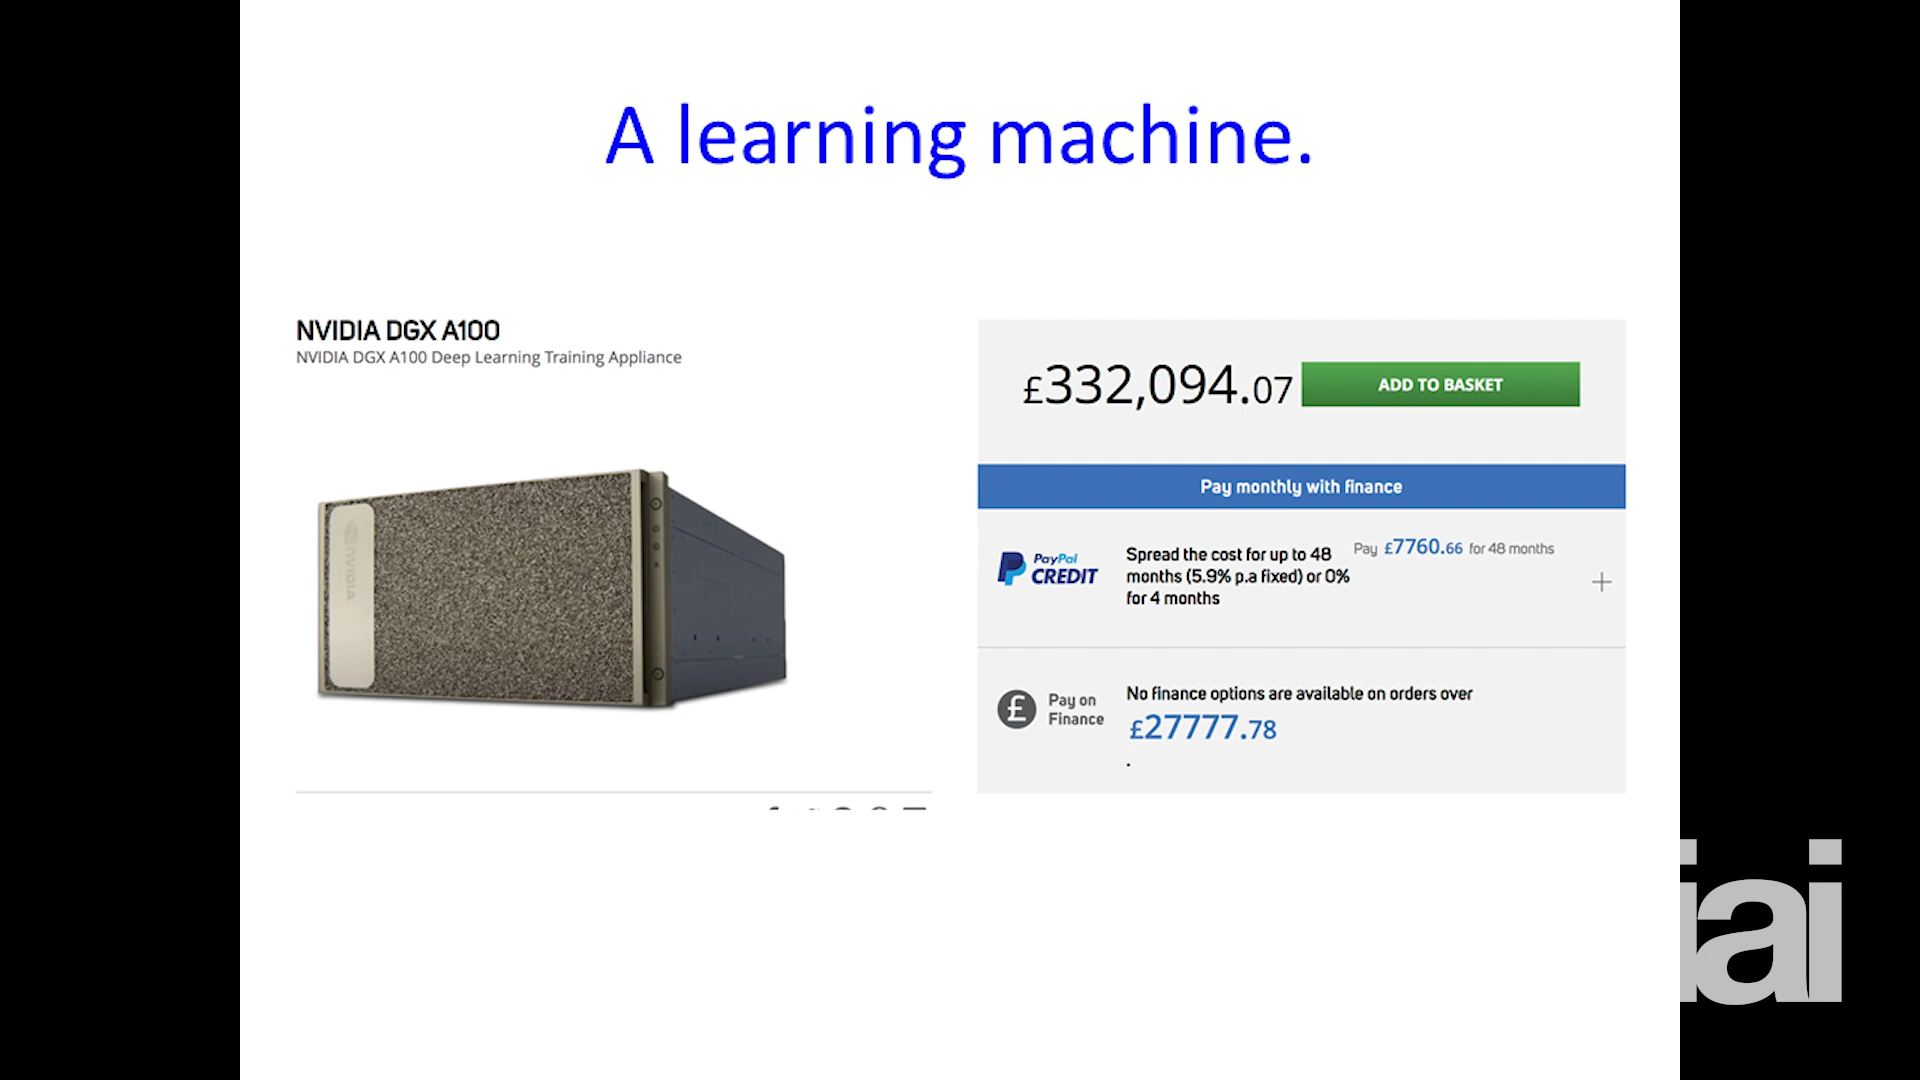 A learning machine.
NVIDIA DGX A100
NVIDIA DGX A100 Deep Learning Training Appliance
NVIDIA
£332,094.07
ADD TO BASKET
Pay monthly with finance
PayPal
CREDIT
Spread the cost for up to 48
months (5.9% p.a fixed) or 0%
for 4 months
Pay £7760.66 for 48 months
+
£
Pay on
Finance
No finance options are available on orders over
£27777.78
.
iai